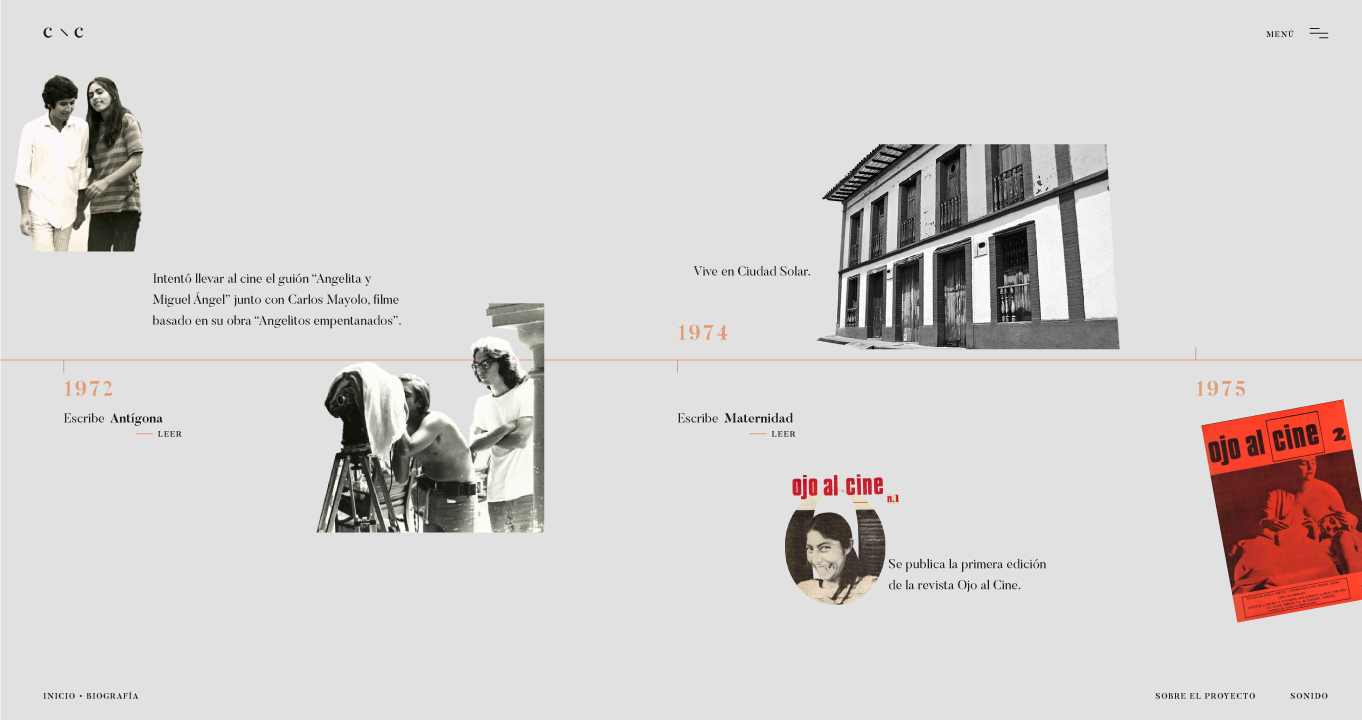 C \ C
MENÚ
Intentó llevar al cine el guión “Angelita y
Miguel Ángel” junto con Carlos Mayolo, filme
basado en su obra “Angelitos empentanados”.
1972
Escribe Antígona
LEER
Vive en Ciudad Solar.
1974
Escribe Maternidad
LEER
ojo al cine
n.1
Se publica la primera edición
de la revista Ojo al Cine.
1975
ojo al cine 2
INICIO • BIOGRAFÍA
SOBRE EL PROYECTO
SONIDO